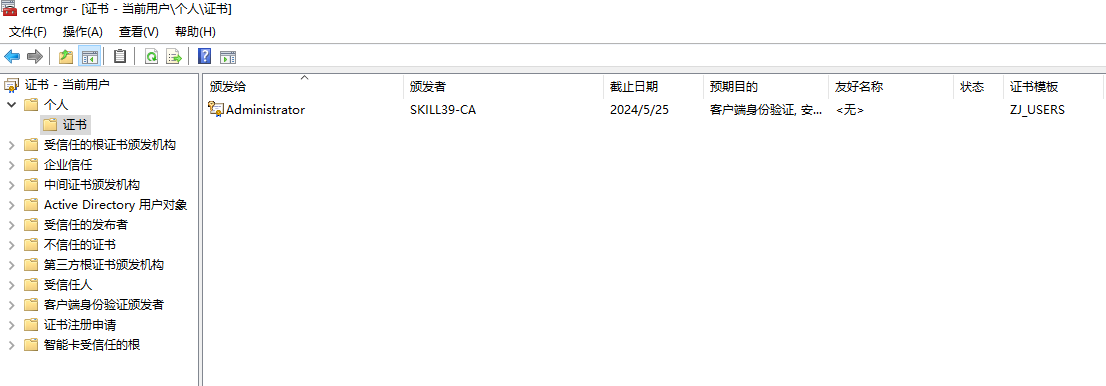 certmgr - [证书 - 当前用户\个人\证书]
文件(F) 操作(A) 查看(V) 帮助(H)
证书 - 当前用户
个人
证书
受信任的根证书颁发机构
企业信任
中间证书颁发机构
Active Directory 用户对象
受信任的发布者
不信任的证书
第三方根证书颁发机构
受信任人
客户端身份验证颁发者
证书注册申请
智能卡受信任的根
颁发给 颁发者 截止日期 预期目的 友好名称 状态 证书模板
Administrator SKILL39-CA 2024/5/25 客户端身份验证, 安... <无> ZJ_USERS